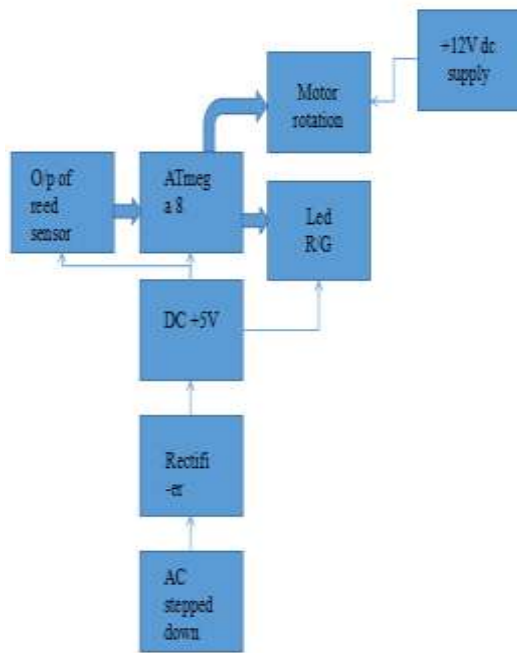 +12V dc
supply
Motor
rotation
O/p of
reed
sensor
ATmeg
a 8
Led
R/G
DC +5V
Rectifi
-er
AC
stepped
down